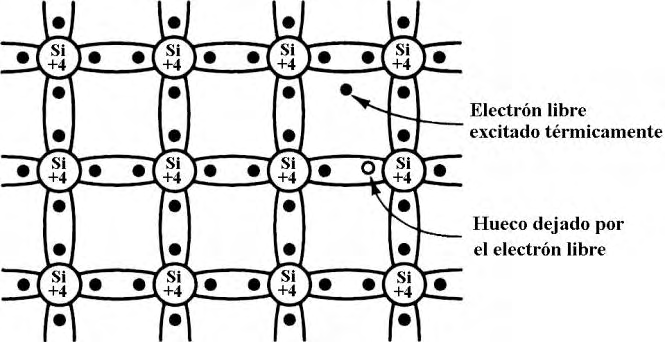 Si Si Si Si
+4 +4 +4 +4
Electrón libre
excitado térmicamente
Si Si Si Si
+4 +4 +4 +4
Hueco dejado por
el electrón libre
Si Si Si Si
+4 +4 +4 +4